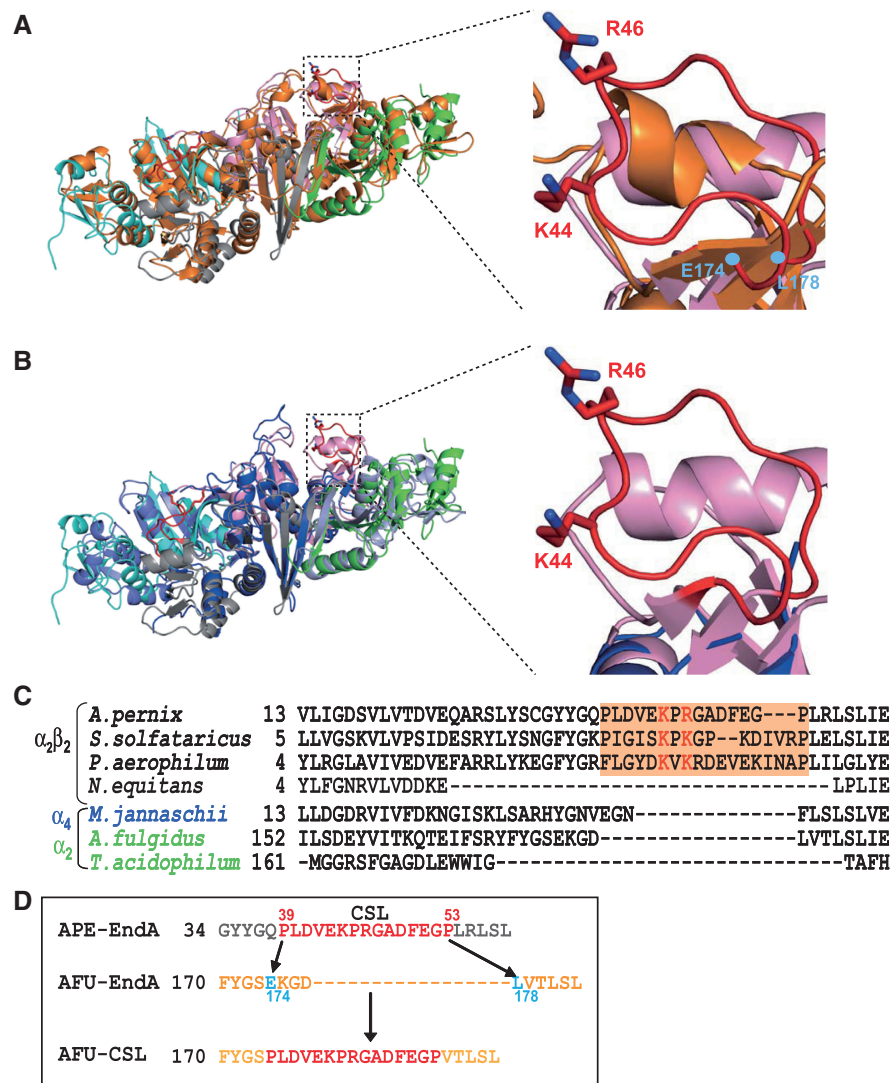 A
R46
K44
E174
L178
B
R46
K44
C
α2β2
A.pernix 13 VLIGDSVLVTDVEQARSLYSCGYYGQPLDVEKPRGADFEG---PLRLSLIE
S.solfataricus 5 LLVGSKVLVPSIDESRYLYSNGFYGKPIGISKPKGP--KDIVRPLELSLIE
P.aerophilum 4 YLRGLAVIVEDVEFARRLYKEGFYGRFLGYDKVKRDEVEKINAPLILGLYE
N.equitans 4 YLFGNRVLVDDKE----------------------------------LPLIE
α4 M.jannaschii 13 LLDGDRVIVFDKNGISKLSARHYGNVEGN--------------FLSLSLVE
α2 A.fulgidus 152 ILSDEYVITKQTEIFSRYFYGSEKGD-----------------LVTLSLIE
T.acidophilum 161 -MGGRSFGAGDLEWWIG------------------------------TAFH
D
39 CSL 53
APE-EndA 34 GYYGQPLDVEKPRGADFEGPLRLSL
AFU-EndA 170 FYGSEKGD----------------LVTLSL
174 178
AFU-CSL 170 FYGSPLDVEKPRGADFEGPVTLSL